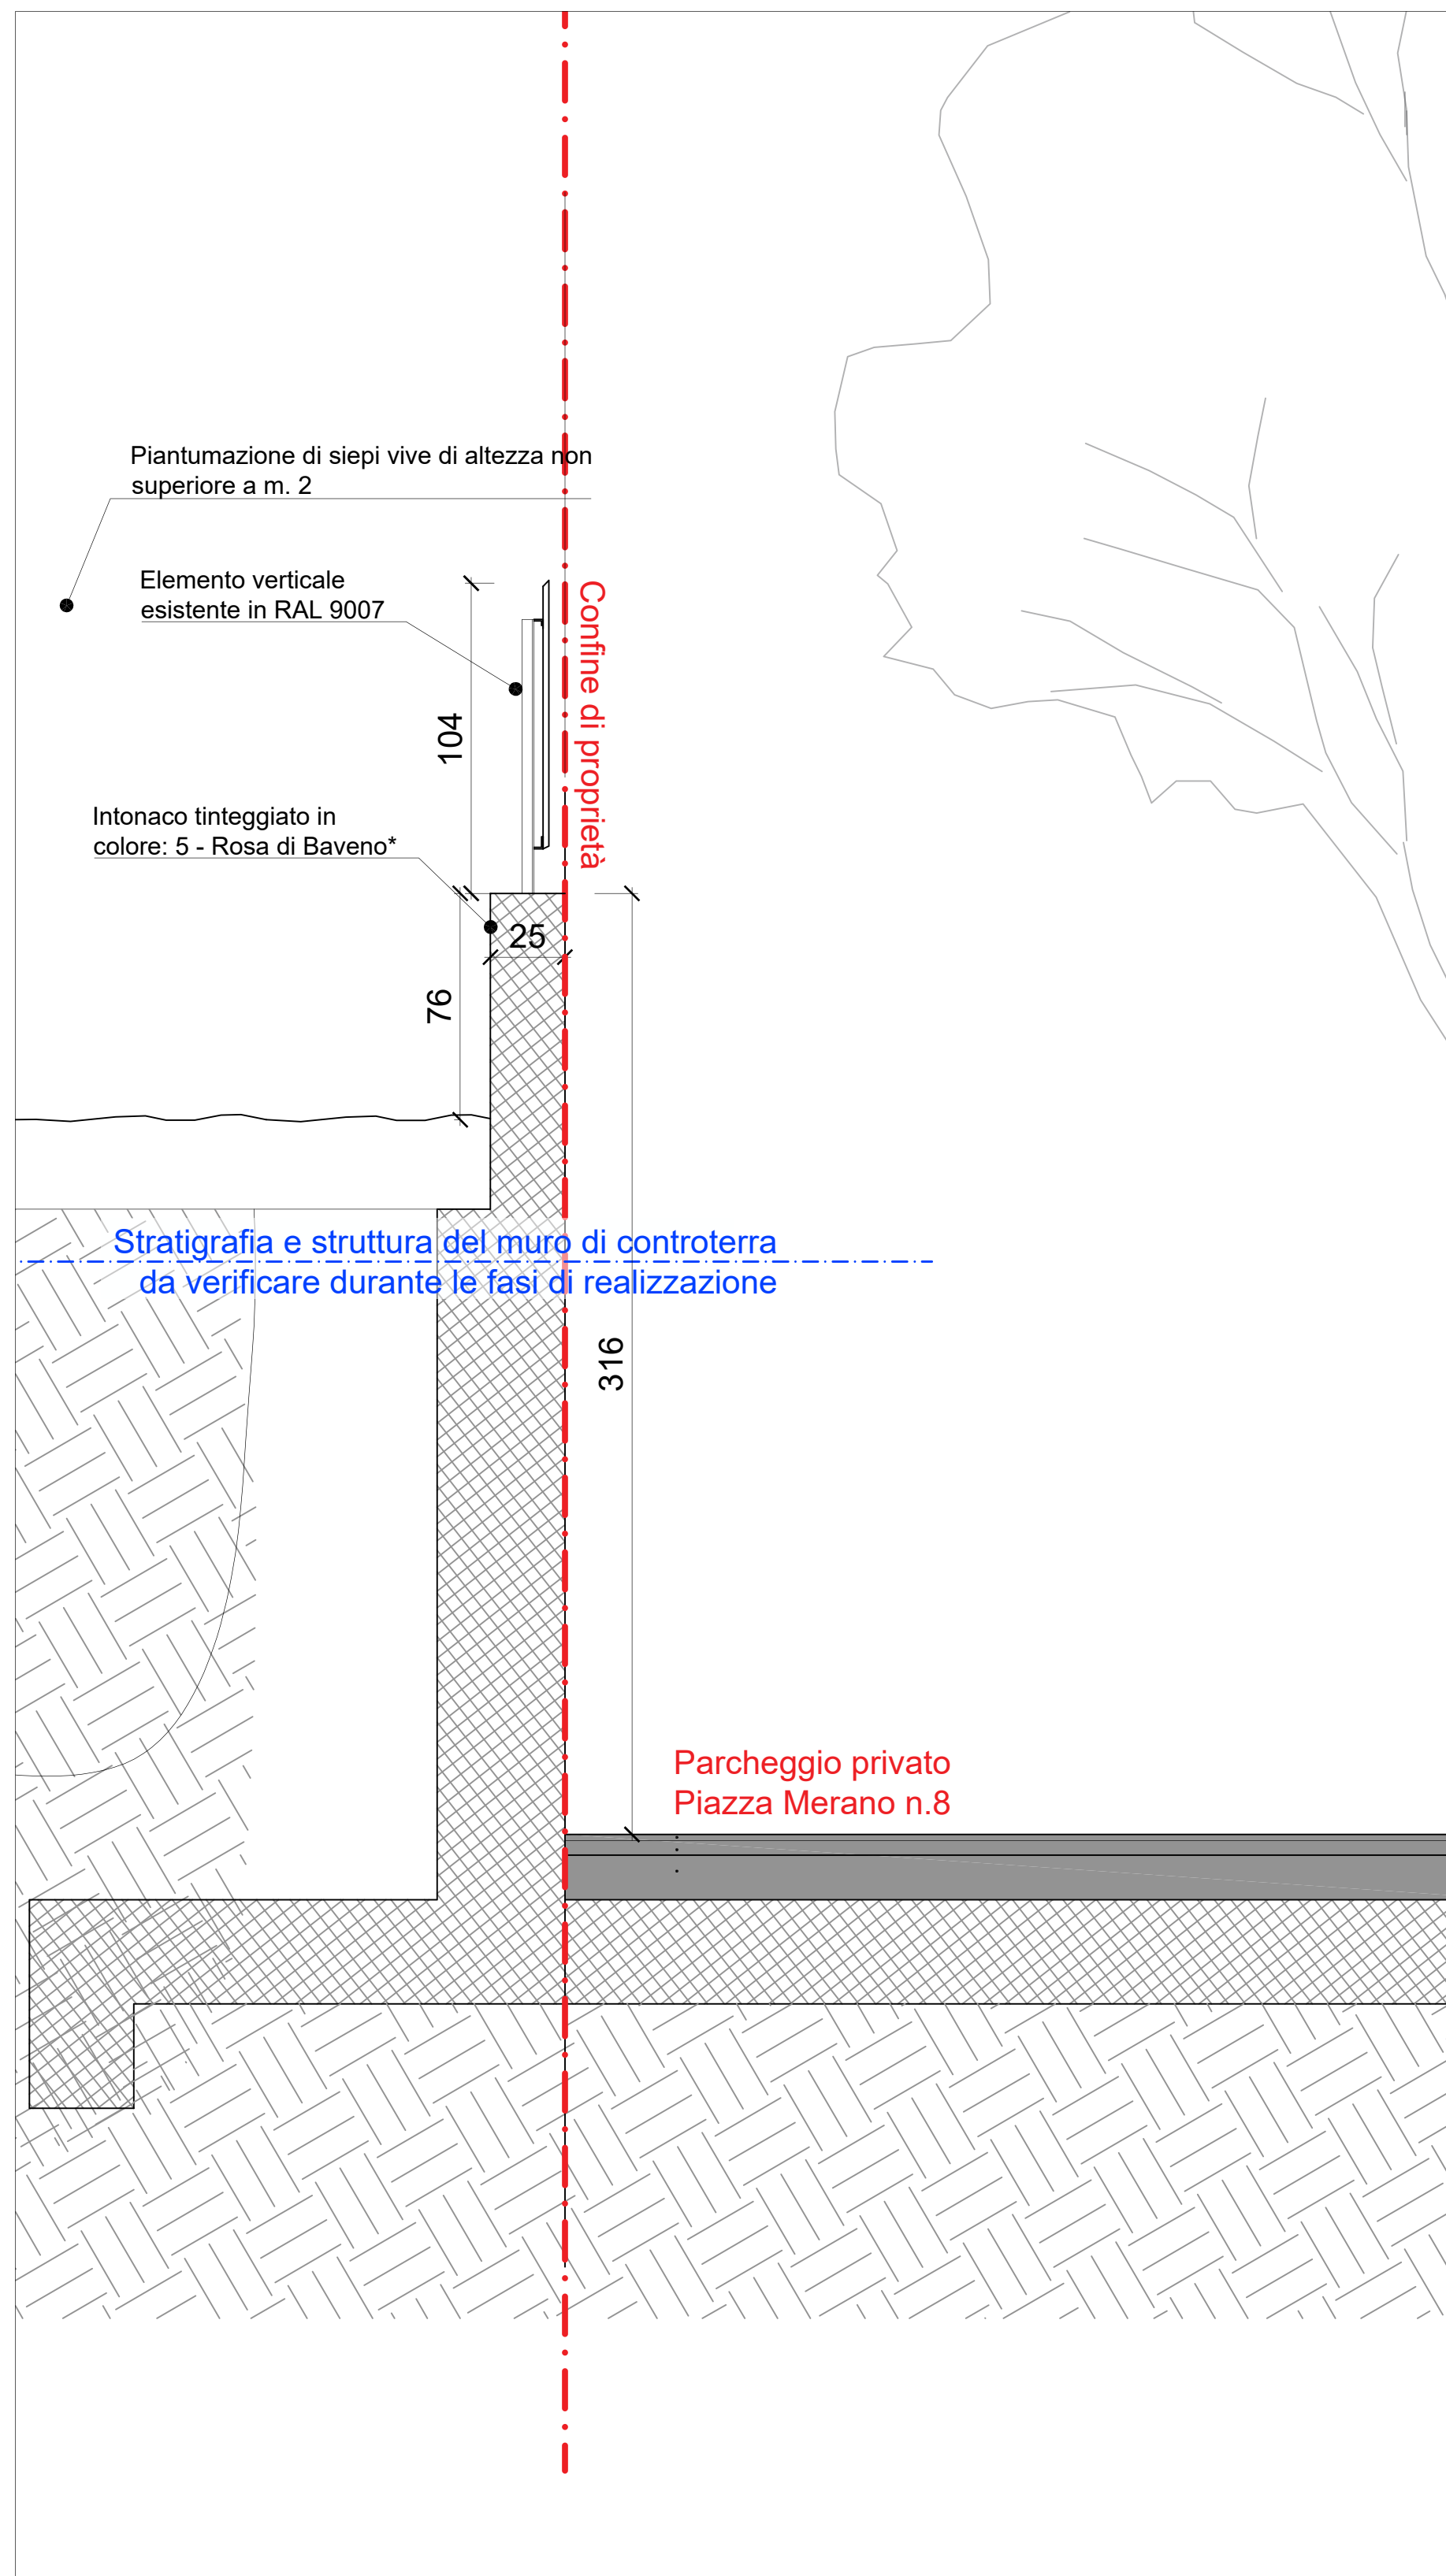 Piantumazione di siepi vive di altezza non
superiore a m. 2
Elemento verticale
esistente in RAL 9007
Confine di proprietà
104
Intonaco tinteggiato in
colore: 5 - Rosa di Baveno*
25
76
Stratigrafia e struttura del muro di controterra
da verificare durante le fasi di realizzazione
316
Parcheggio privato
Piazza Merano n.8